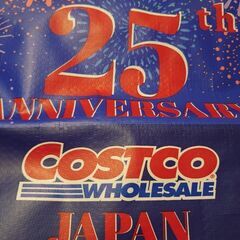 25th
ANNIVERSARY
COSTCO
WHOLESALE
JAPAN